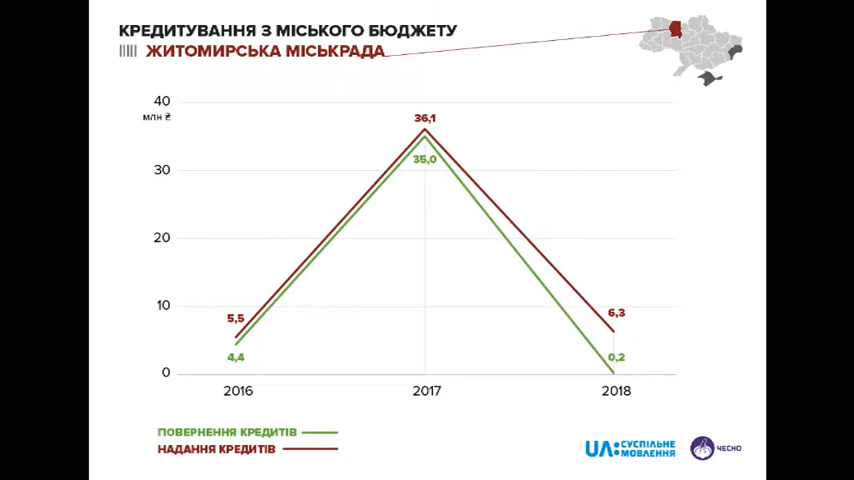 КРЕДИТУВАННЯ З МІСЬКОГО БЮДЖЕТУ
ЖИТОМИРСЬКА МІСЬКРАДА
40
млн ₴
36,1
35,0
30
20
10
5,5
6,3
4,4
0,2
0
2016
2017
2018
ПОВЕРНЕННЯ КРЕДИТІВ
НАДАННЯ КРЕДИТІВ
UA: СУСПІЛЬНЕ
МОВЛЕННЯ
ЧЕСНО